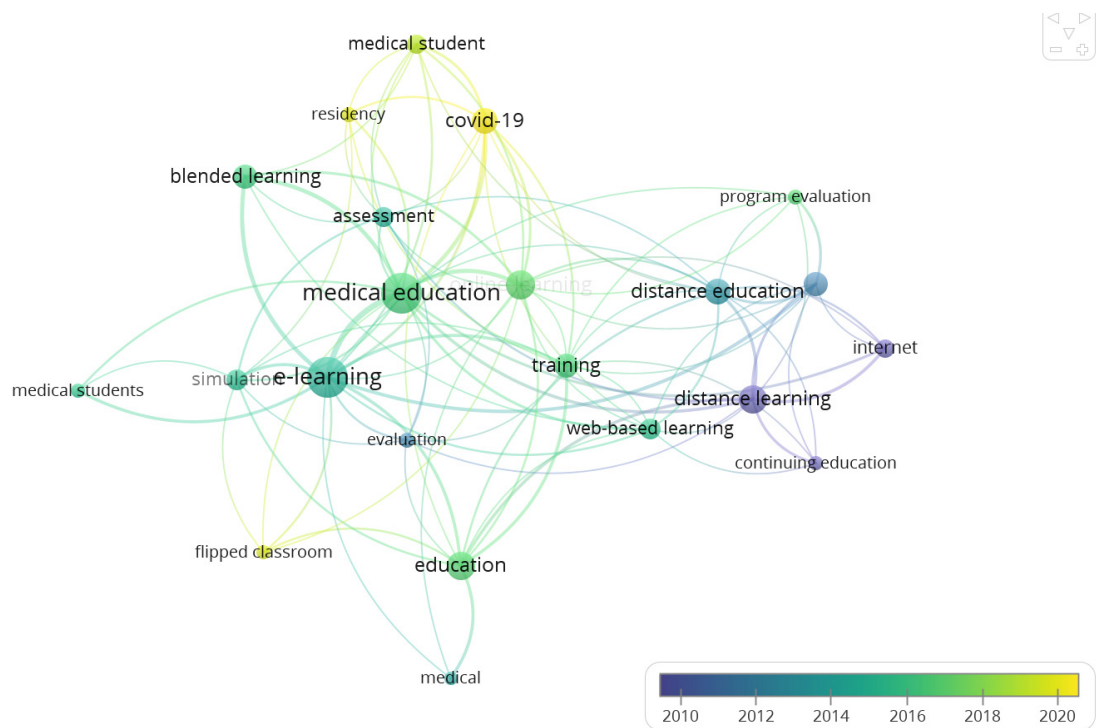 medical student
residency
covid-19
blended learning
program evaluation
assessment
medical education
online learning
distance education
internet
training
simulation
e-learning
medical students
distance learning
web-based learning
evaluation
continuing education
flipped classroom
education
medical
2010 2012 2014 2016 2018 2020